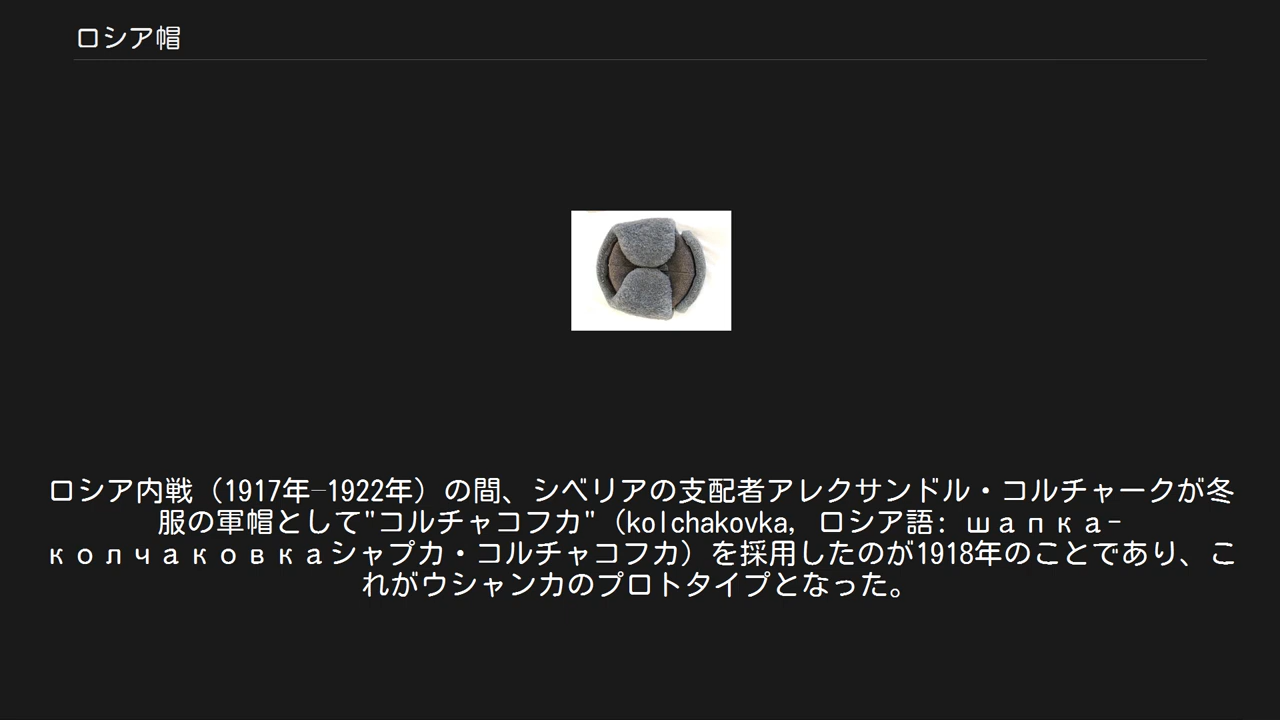 ロシア帽
ロシア内戦（1917年–1922年）の間、シベリアの支配者アレクサンドル・コルチャークが冬
服の軍帽として"コルチャコフカ"（kolchakovka, ロシア語: шапка-
колчаковкаシャプカ・コルチャコフカ）を採用したのが1918年のことであり、こ
れがウシャンカのプロトタイプとなった。